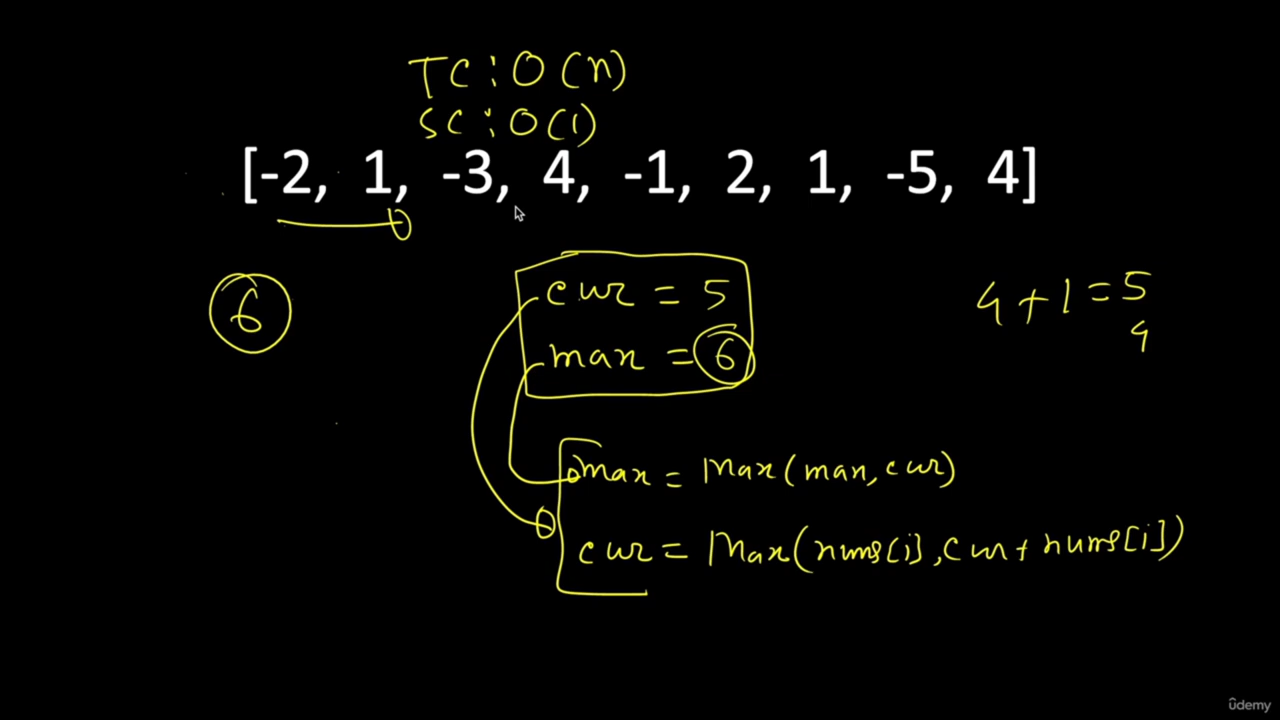 TC : O(n)
SC : O(1)
[-2, 1, -3, 4, -1, 2, 1, -5, 4]
6
cur = 5
max = 6
4 + 1 = 5
4
max = Max(max, cur)
cur = Max(nums[i], cur + nums[i])
ûdemy